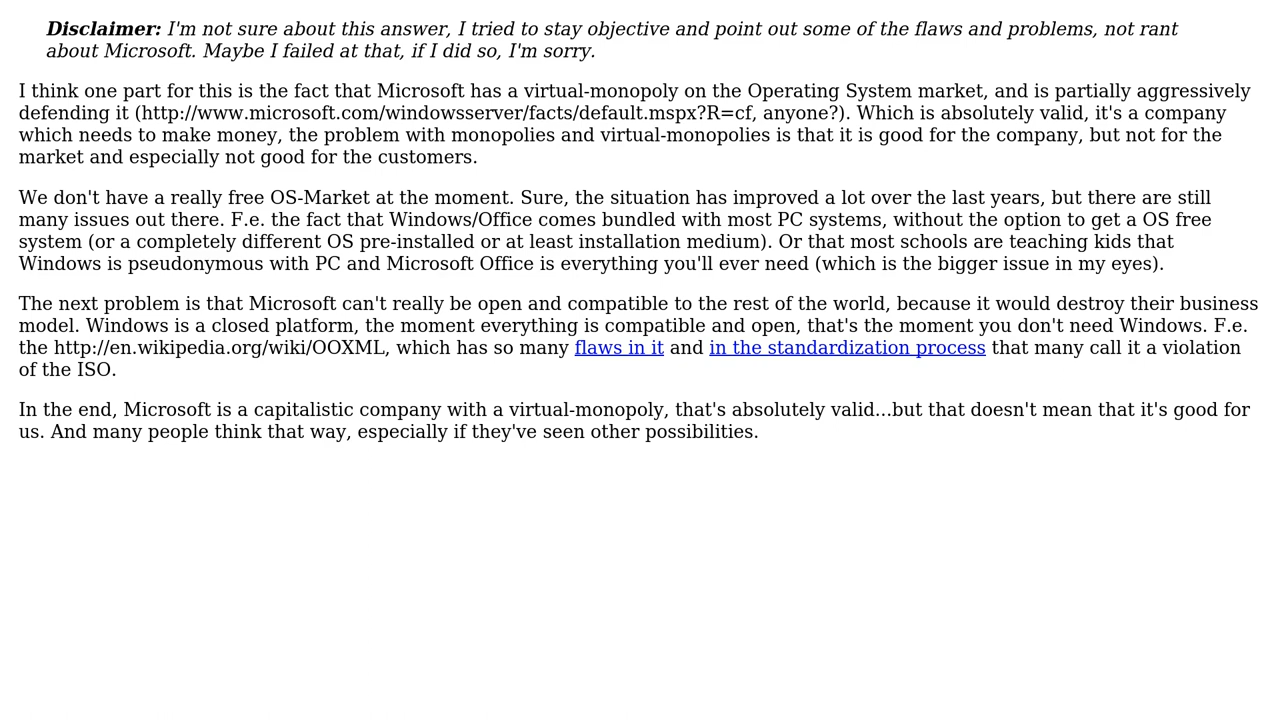 Disclaimer: I'm not sure about this answer, I tried to stay objective and point out some of the flaws and problems, not rant
about Microsoft. Maybe I failed at that, if I did so, I'm sorry.
I think one part for this is the fact that Microsoft has a virtual-monopoly on the Operating System market, and is partially aggressively
defending it (http://www.microsoft.com/windowsserver/facts/default.mspx?R=cf, anyone?). Which is absolutely valid, it's a company
which needs to make money, the problem with monopolies and virtual-monopolies is that it is good for the company, but not for the
market and especially not good for the customers.
We don't have a really free OS-Market at the moment. Sure, the situation has improved a lot over the last years, but there are still
many issues out there. F.e. the fact that Windows/Office comes bundled with most PC systems, without the option to get a OS free
system (or a completely different OS pre-installed or at least installation medium). Or that most schools are teaching kids that
Windows is pseudonymous with PC and Microsoft Office is everything you'll ever need (which is the bigger issue in my eyes).
The next problem is that Microsoft can't really be open and compatible to the rest of the world, because it would destroy their business
model. Windows is a closed platform, the moment everything is compatible and open, that's the moment you don't need Windows. F.e.
the http://en.wikipedia.org/wiki/OOXML, which has so many flaws in it and in the standardization process that many call it a violation
of the ISO.
In the end, Microsoft is a capitalistic company with a virtual-monopoly, that's absolutely valid...but that doesn't mean that it's good for
us. And many people think that way, especially if they've seen other possibilities.